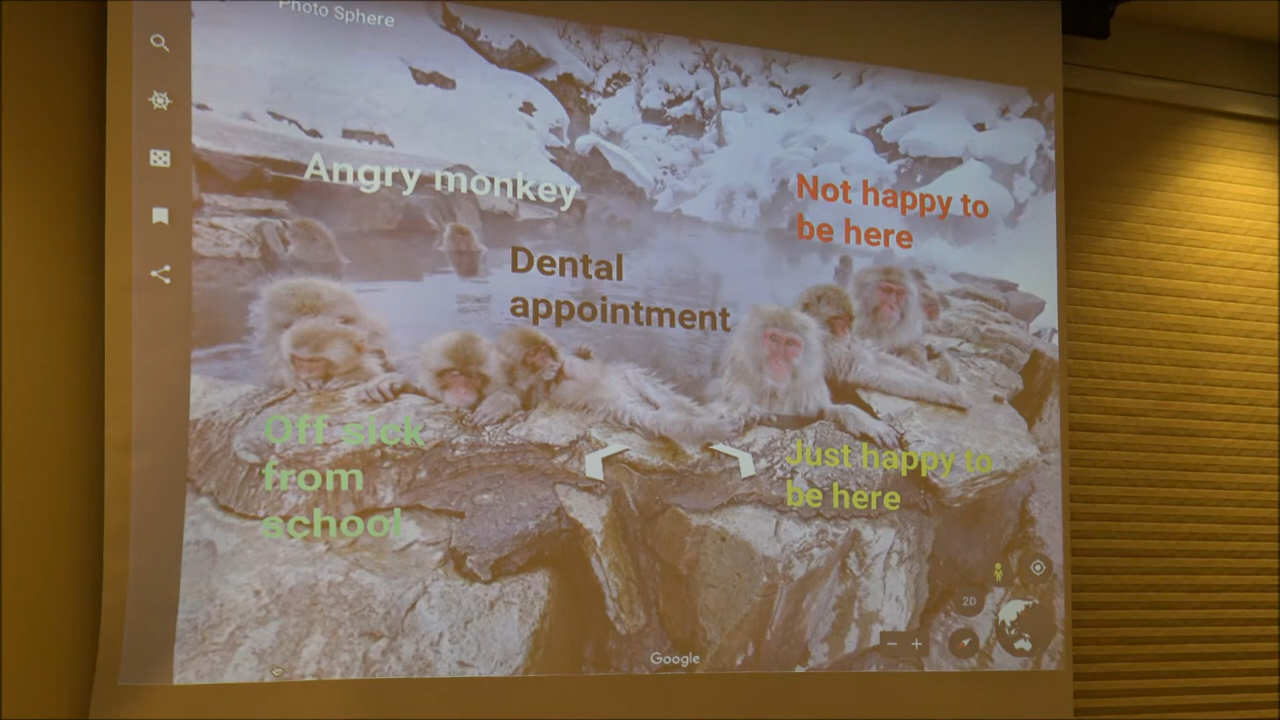 Photo Sphere
Angry monkey
Not happy to
be here
Dental
appointment
Off sick
from
school
Just happy to
be here
2D
Google